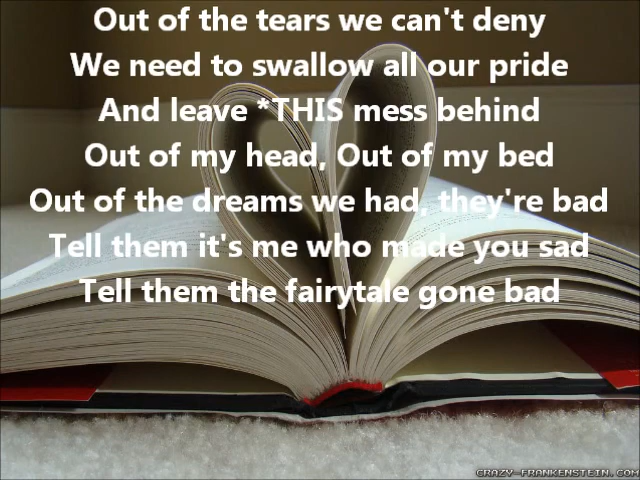 Out of the tears we can't deny
We need to swallow all our pride
And leave *THIS mess behind
Out of my head, Out of my bed
Out of the dreams we had, they're bad
Tell them it's me who made you sad
Tell them the fairytale gone bad
CRAZY-FRANKENSTEIN.COM